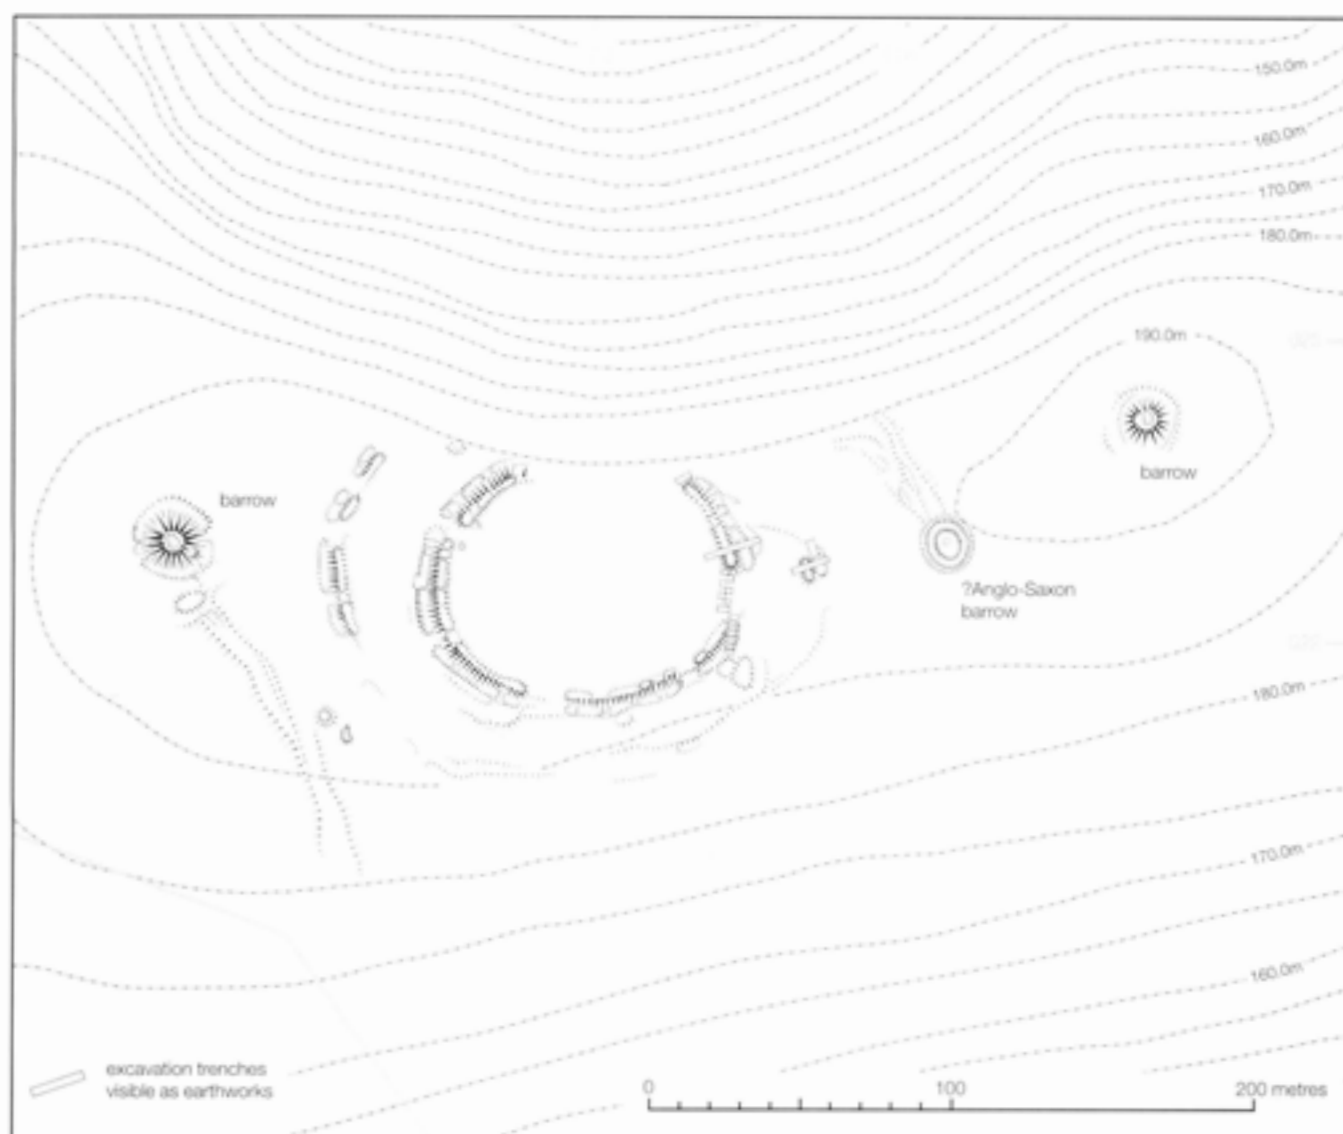 150.0m
160.0m
170.0m
180.0m
190.0m
barrow
barrow
?Anglo-Saxon
barrow
180.0m
170.0m
160.0m
excavation trenches
visible as earthworks
0 100 200 metres